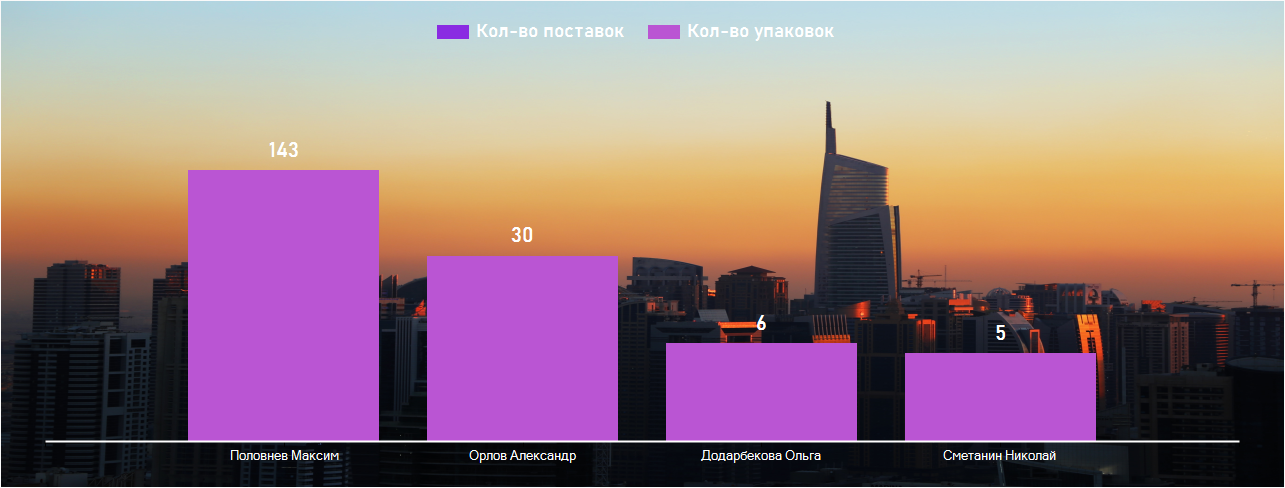 Кол-во поставок Кол-во упаковок
143
30
6
5
Половнев Максим Орлов Александр Додарбекова Ольга Сметанин Николай